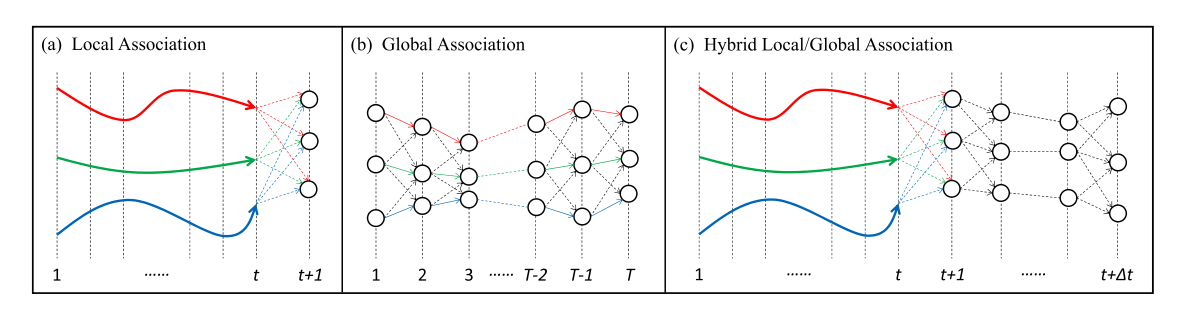 (a) Local Association
1 ...... t t+1
(b) Global Association
1 2 3 ...... T-2 T-1 T
(c) Hybrid Local/Global Association
1 ...... t t+1 ...... t+Δt